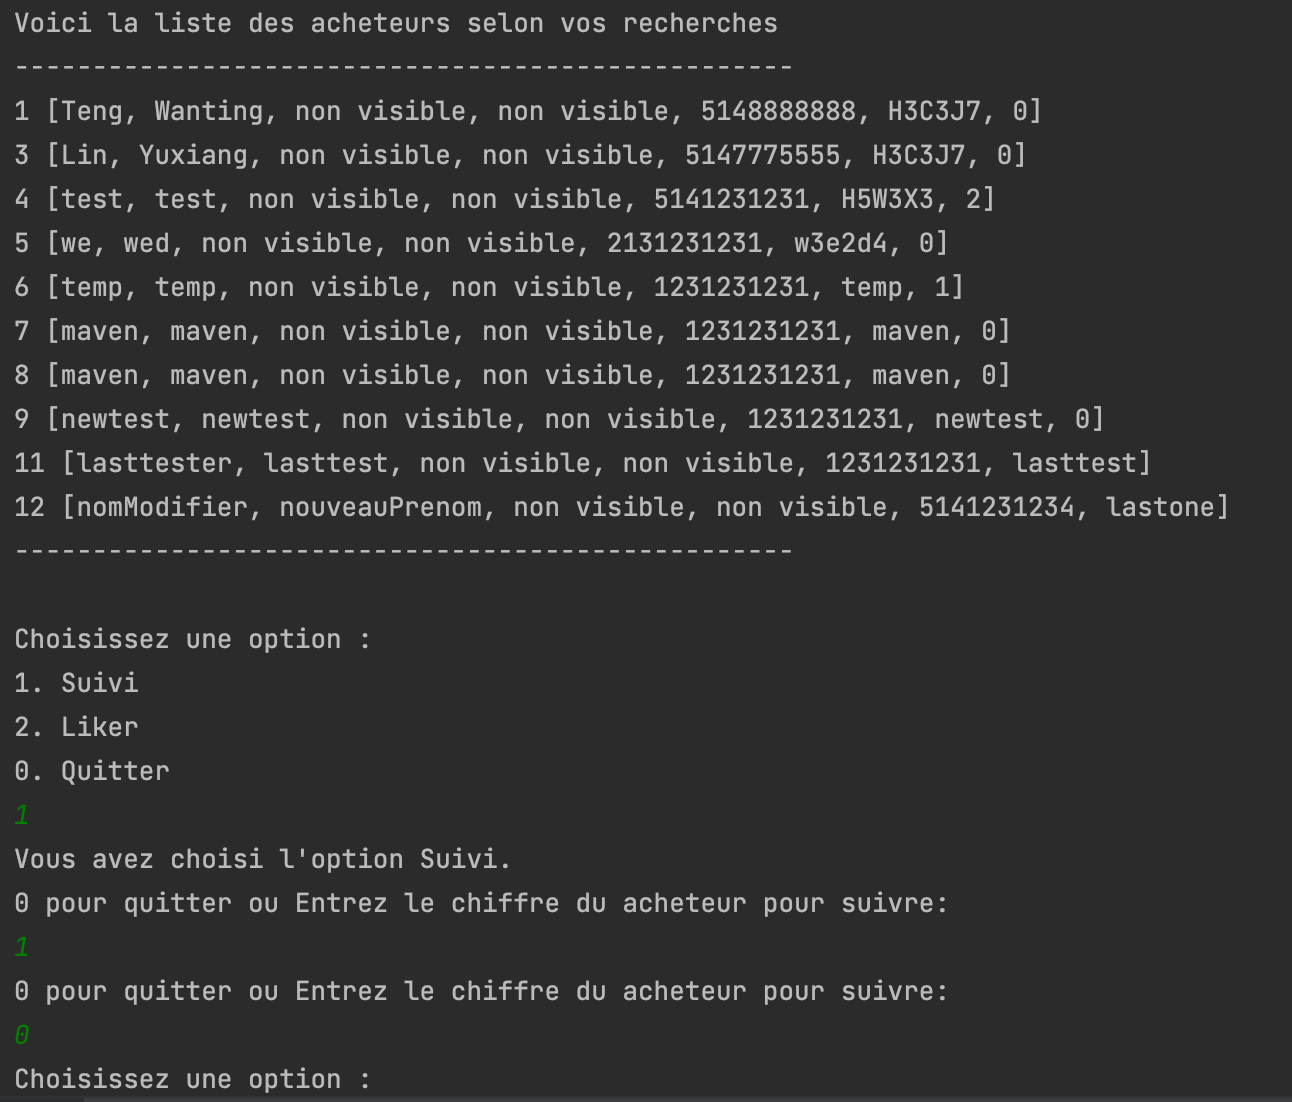 Voici la liste des acheteurs selon vos recherches
--------------------------------------------------
1 [Teng, Wanting, non visible, non visible, 5148888888, H3C3J7, 0]
3 [Lin, Yuxiang, non visible, non visible, 5147775555, H3C3J7, 0]
4 [test, test, non visible, non visible, 5141231231, H5W3X3, 2]
5 [we, wed, non visible, non visible, 2131231231, w3e2d4, 0]
6 [temp, temp, non visible, non visible, 1231231231, temp, 1]
7 [maven, maven, non visible, non visible, 1231231231, maven, 0]
8 [maven, maven, non visible, non visible, 1231231231, maven, 0]
9 [newtest, newtest, non visible, non visible, 1231231231, newtest, 0]
11 [lasttester, lasttest, non visible, non visible, 1231231231, lasttest]
12 [nomModifier, nouveauPrenom, non visible, non visible, 5141231234, lastone]
--------------------------------------------------
Choisissez une option :
1. Suivi
2. Liker
0. Quitter
1
Vous avez choisi l'option Suivi.
0 pour quitter ou Entrez le chiffre du acheteur pour suivre:
1
0 pour quitter ou Entrez le chiffre du acheteur pour suivre:
0
Choisissez une option :